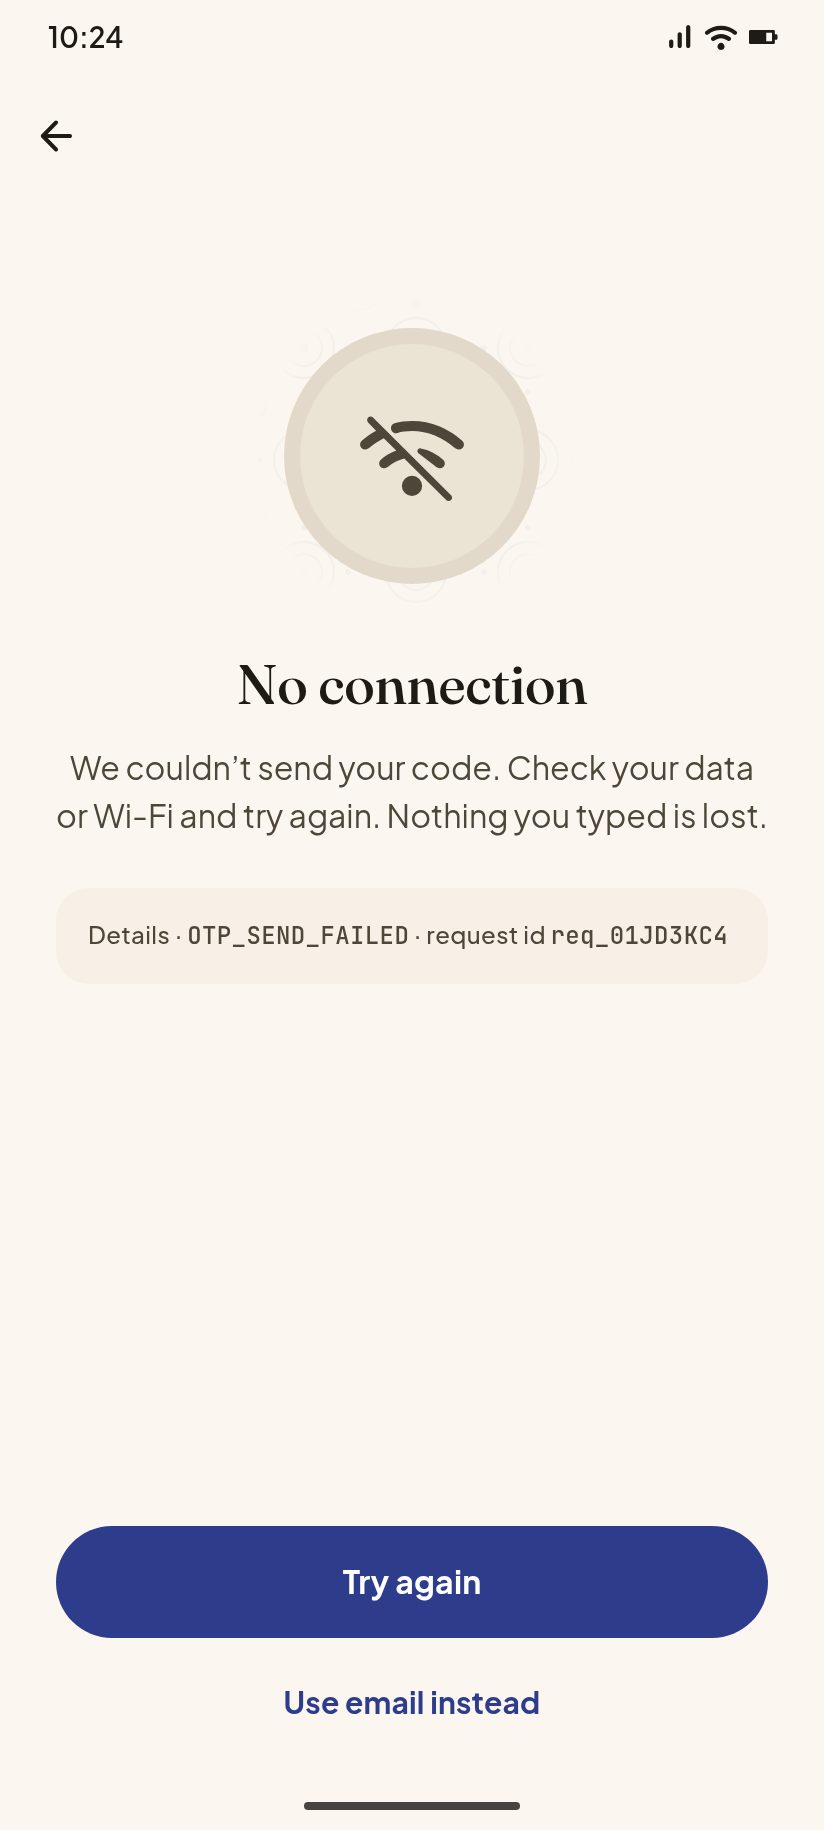 10:24
No connection
We couldn’t send your code. Check your data
or Wi-Fi and try again. Nothing you typed is lost.
Details · OTP_SEND_FAILED · request id req_01JD3KC4
Try again
Use email instead